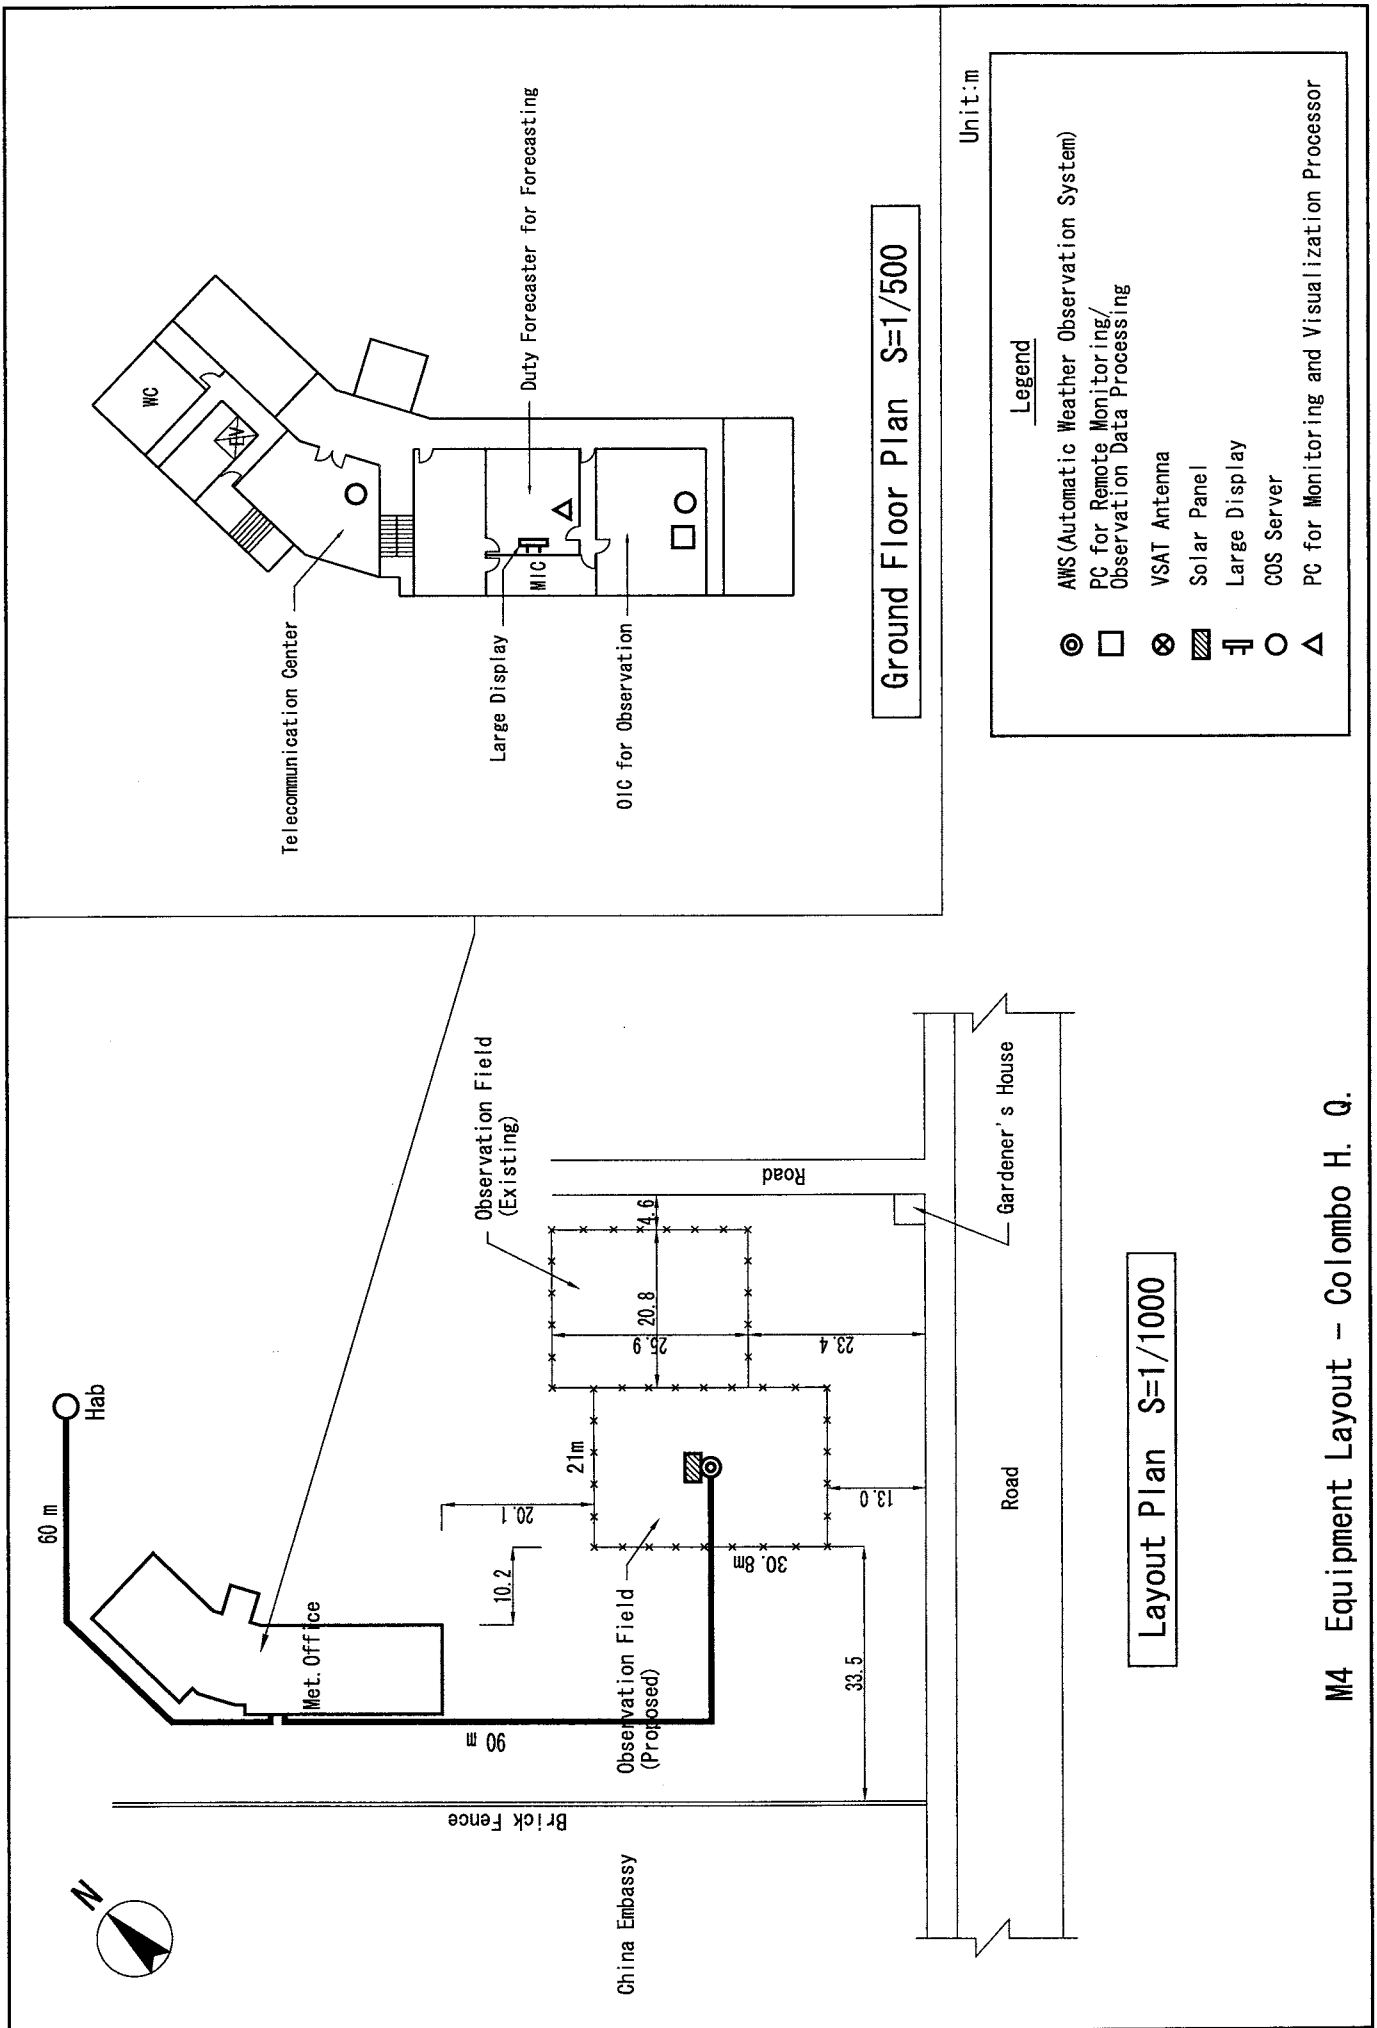 N
China Embassy
Brick Fence
60 m
Hab
Met. Office
90 m
10.2
20.1
Observation Field
(Proposed)
21m
30.8m
33.5
13.0
Observation Field
(Existing)
25.9
20.8
4.6
23.4
Road
Gardener's House
Road
Layout Plan S=1/1000
Telecommunication Center
WC
Large Display
MIC
Duty Forecaster for Forecasting
OIC for Observation
Ground Floor Plan S=1/500
Unit:m
Legend
AWS(Automatic Weather Observation System)
PC for Remote Monitoring/
Observation Data Processing
VSAT Antenna
Solar Panel
Large Display
COS Server
PC for Monitoring and Visualization Processor
M4 Equipment Layout - Colombo H. Q.